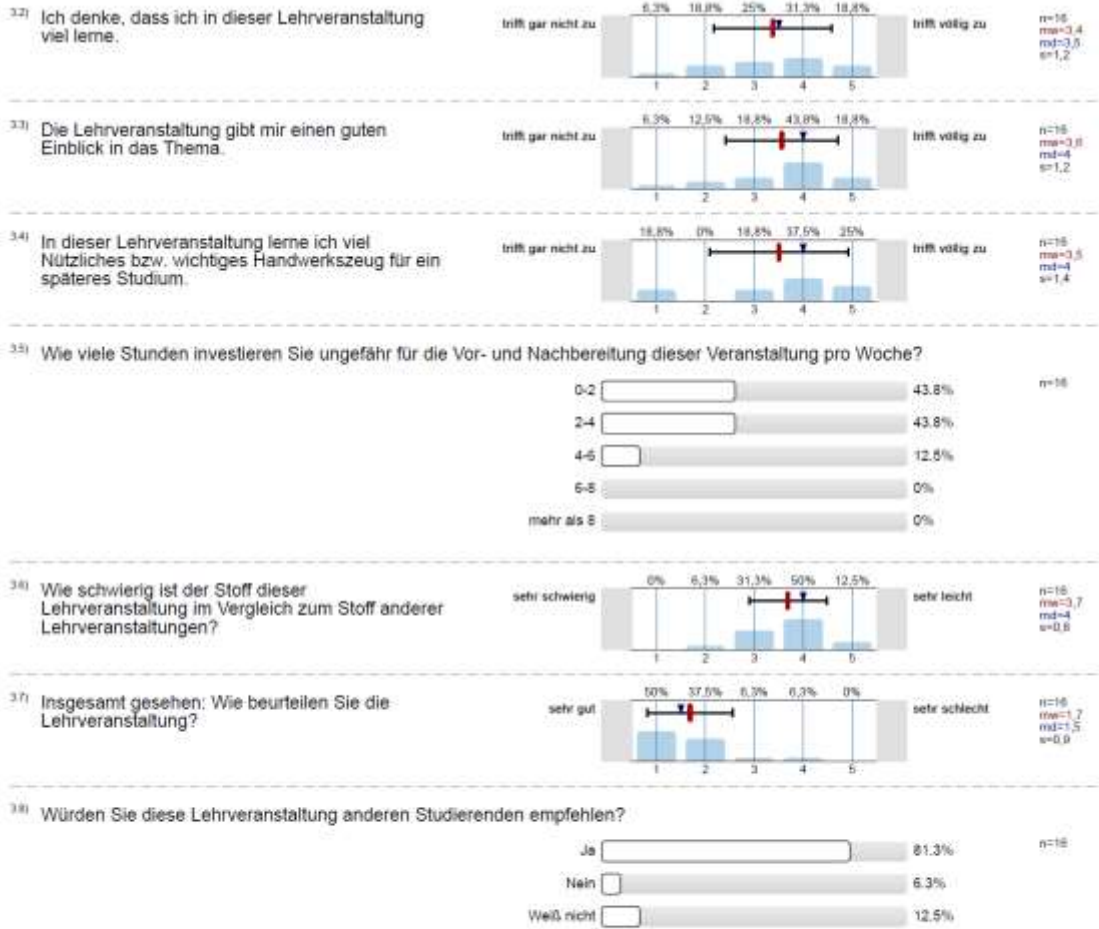 3.2) Ich denke, dass ich in dieser Lehrveranstaltung
viel lerne.
trifft gar nicht zu
6,3% 18,8% 25% 31,3% 18,8%
1 2 3 4 5
trifft völlig zu
n=16
mw=3,4
md=3,5
s=1,2
3.3) Die Lehrveranstaltung gibt mir einen guten
Einblick in das Thema.
trifft gar nicht zu
6,3% 12,5% 18,8% 43,8% 18,8%
1 2 3 4 5
trifft völlig zu
n=16
mw=3,6
md=4
s=1,2
3.4) In dieser Lehrveranstaltung lerne ich viel
Nützliches bzw. wichtiges Handwerkszeug für ein
späteres Studium.
trifft gar nicht zu
18,8% 0% 18,8% 37,5% 25%
1 2 3 4 5
trifft völlig zu
n=16
mw=3,5
md=4
s=1,4
3.5) Wie viele Stunden investieren Sie ungefähr für die Vor- und Nachbereitung dieser Veranstaltung pro Woche?
n=16
0-2 43.8%
2-4 43.8%
4-6 12.5%
6-8 0%
mehr als 8 0%
3.6) Wie schwierig ist der Stoff dieser
Lehrveranstaltung im Vergleich zum Stoff anderer
Lehrveranstaltungen?
sehr schwierig
0% 6,3% 31,3% 50% 12,5%
1 2 3 4 5
sehr leicht
n=16
mw=3,7
md=4
s=0,8
3.7) Insgesamt gesehen: Wie beurteilen Sie die
Lehrveranstaltung?
sehr gut
50% 37,5% 6,3% 6,3% 0%
1 2 3 4 5
sehr schlecht
n=16
mw=1,7
md=1,5
s=0,9
3.8) Würden Sie diese Lehrveranstaltung anderen Studierenden empfehlen?
n=16
Ja 81.3%
Nein 6.3%
Weiß nicht 12.5%